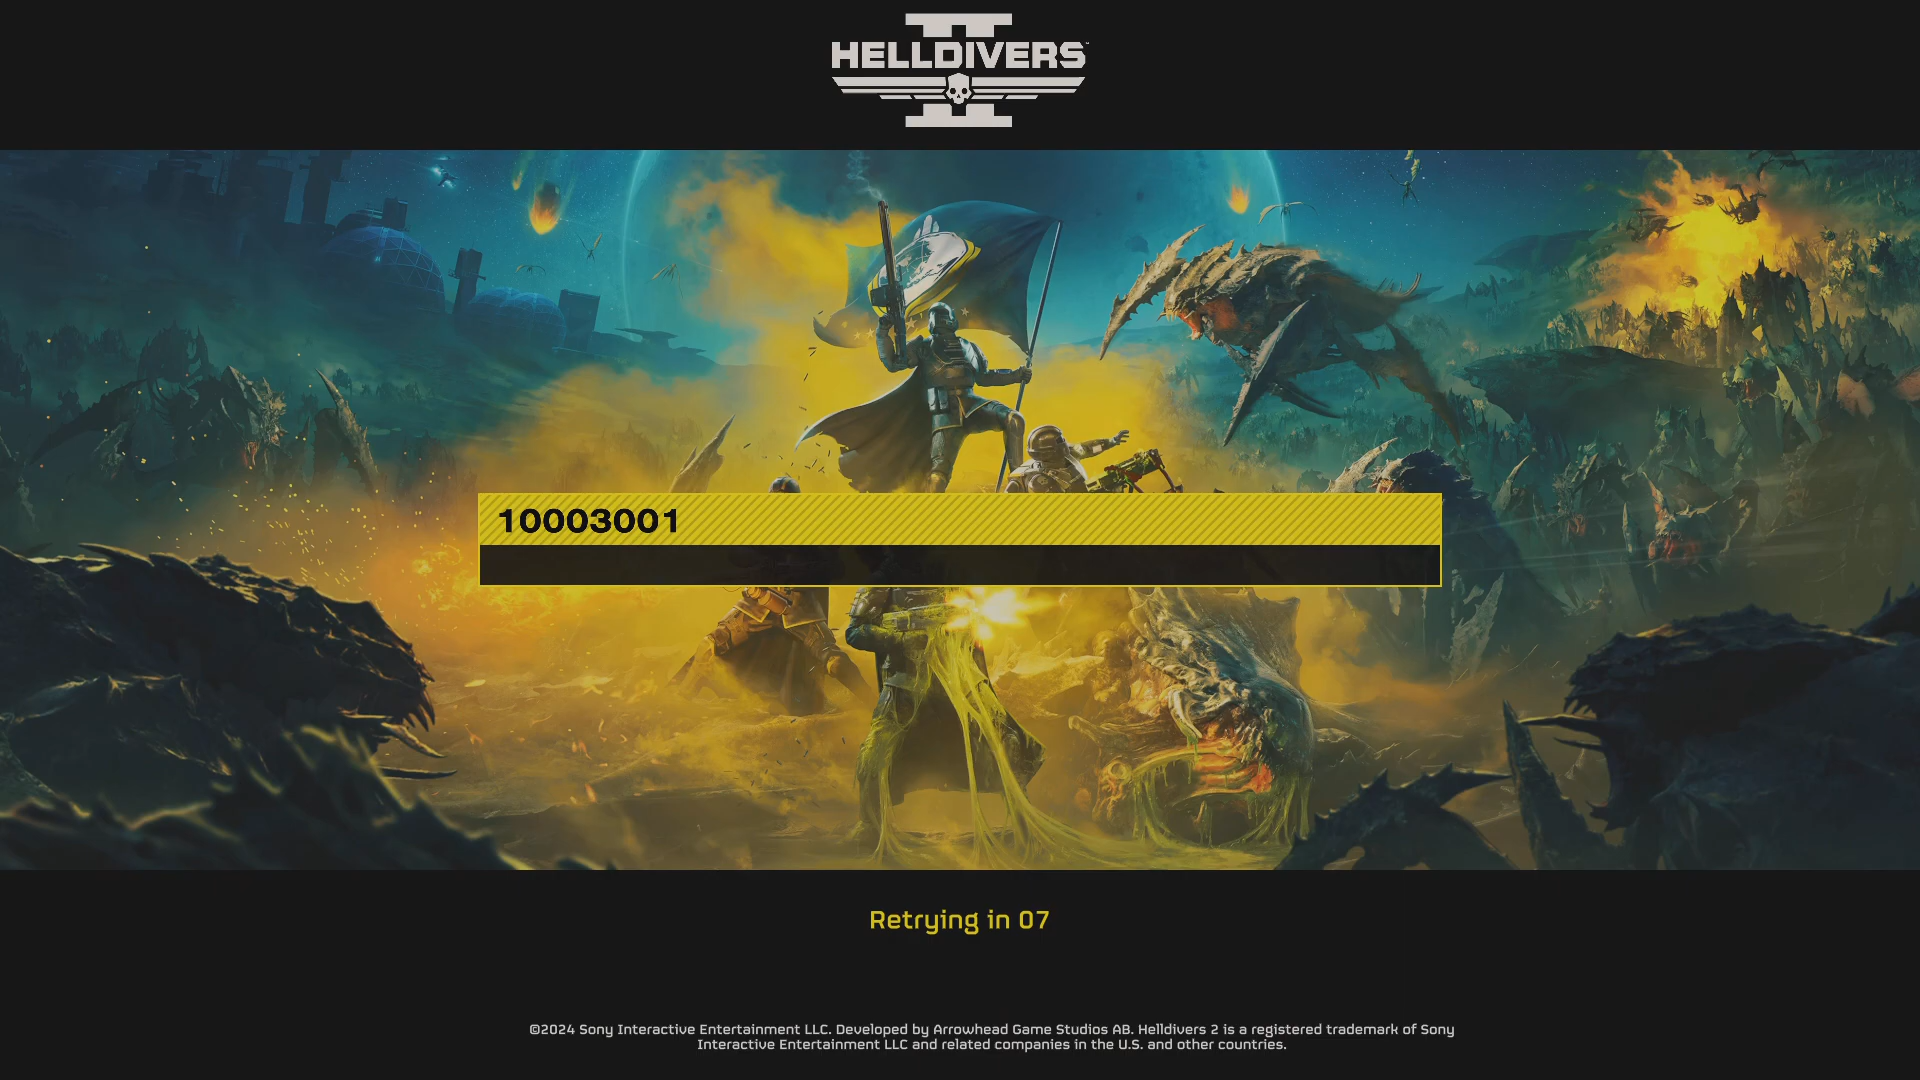 HELLDIVERS™
10003001
Retrying in 07
©2024 Sony Interactive Entertainment LLC. Developed by Arrowhead Game Studios AB. Helldivers 2 is a registered trademark of Sony
Interactive Entertainment LLC and related companies in the U.S. and other countries.